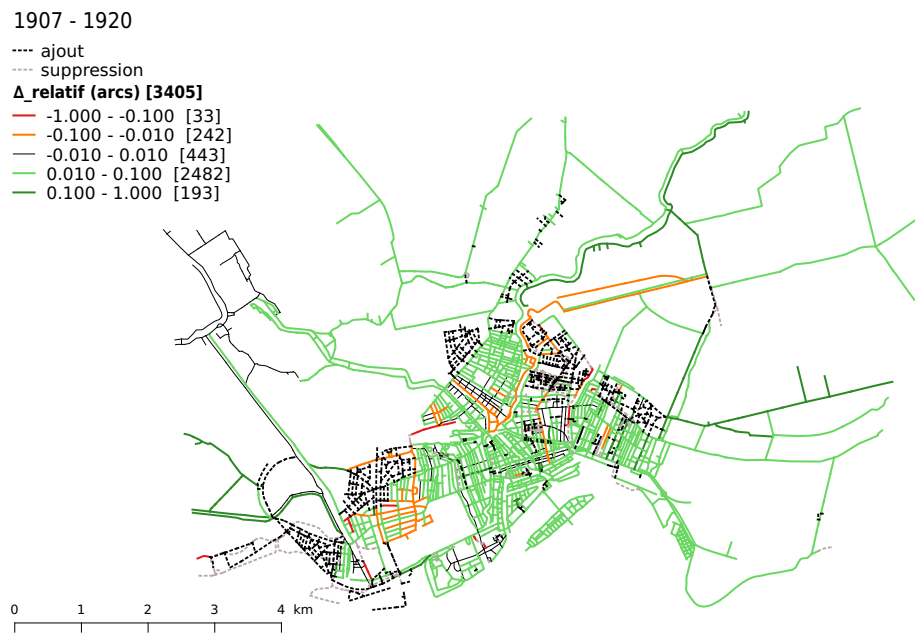 1907 - 1920
ajout
suppression
Δ_relatif (arcs) [3405]
-1.000 - -0.100 [33]
-0.100 - -0.010 [242]
-0.010 - 0.010 [443]
0.010 - 0.100 [2482]
0.100 - 1.000 [193]
0 1 2 3 4 km